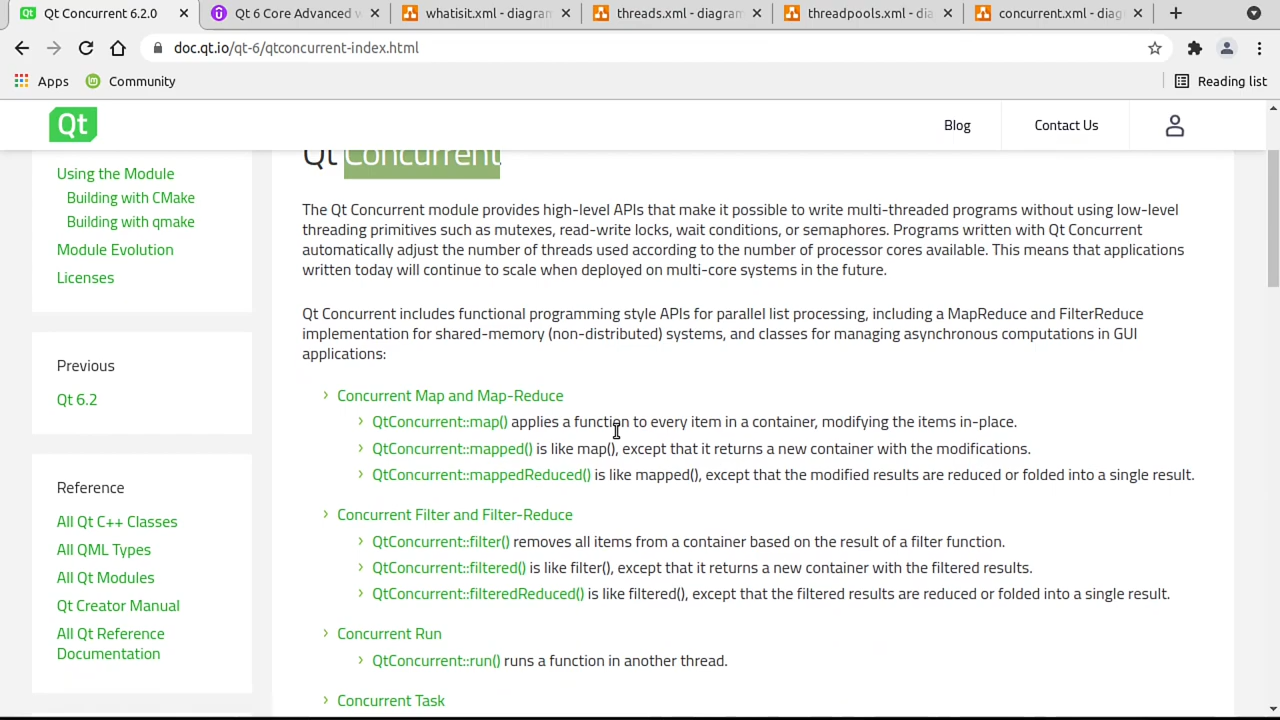 Qt Concurrent 6.2.0
Qt 6 Core Advanced w
whatisit.xml - diagram
threads.xml - diagram
threadpools.xml - dia
concurrent.xml - diag
doc.qt.io/qt-6/qtconcurrent-index.html
Apps
Community
Reading list
Qt
Blog
Contact Us
Using the Module
Building with CMake
Building with qmake
Module Evolution
Licenses
Previous
Qt 6.2
Reference
All Qt C++ Classes
All QML Types
All Qt Modules
Qt Creator Manual
All Qt Reference
Documentation
Qt Concurrent
The Qt Concurrent module provides high-level APIs that make it possible to write multi-threaded programs without using low-level
threading primitives such as mutexes, read-write locks, wait conditions, or semaphores. Programs written with Qt Concurrent
automatically adjust the number of threads used according to the number of processor cores available. This means that applications
written today will continue to scale when deployed on multi-core systems in the future.
Qt Concurrent includes functional programming style APIs for parallel list processing, including a MapReduce and FilterReduce
implementation for shared-memory (non-distributed) systems, and classes for managing asynchronous computations in GUI
applications:
Concurrent Map and Map-Reduce
QtConcurrent::map() applies a function to every item in a container, modifying the items in-place.
QtConcurrent::mapped() is like map(), except that it returns a new container with the modifications.
QtConcurrent::mappedReduced() is like mapped(), except that the modified results are reduced or folded into a single result.
Concurrent Filter and Filter-Reduce
QtConcurrent::filter() removes all items from a container based on the result of a filter function.
QtConcurrent::filtered() is like filter(), except that it returns a new container with the filtered results.
QtConcurrent::filteredReduced() is like filtered(), except that the filtered results are reduced or folded into a single result.
Concurrent Run
QtConcurrent::run() runs a function in another thread.
Concurrent Task